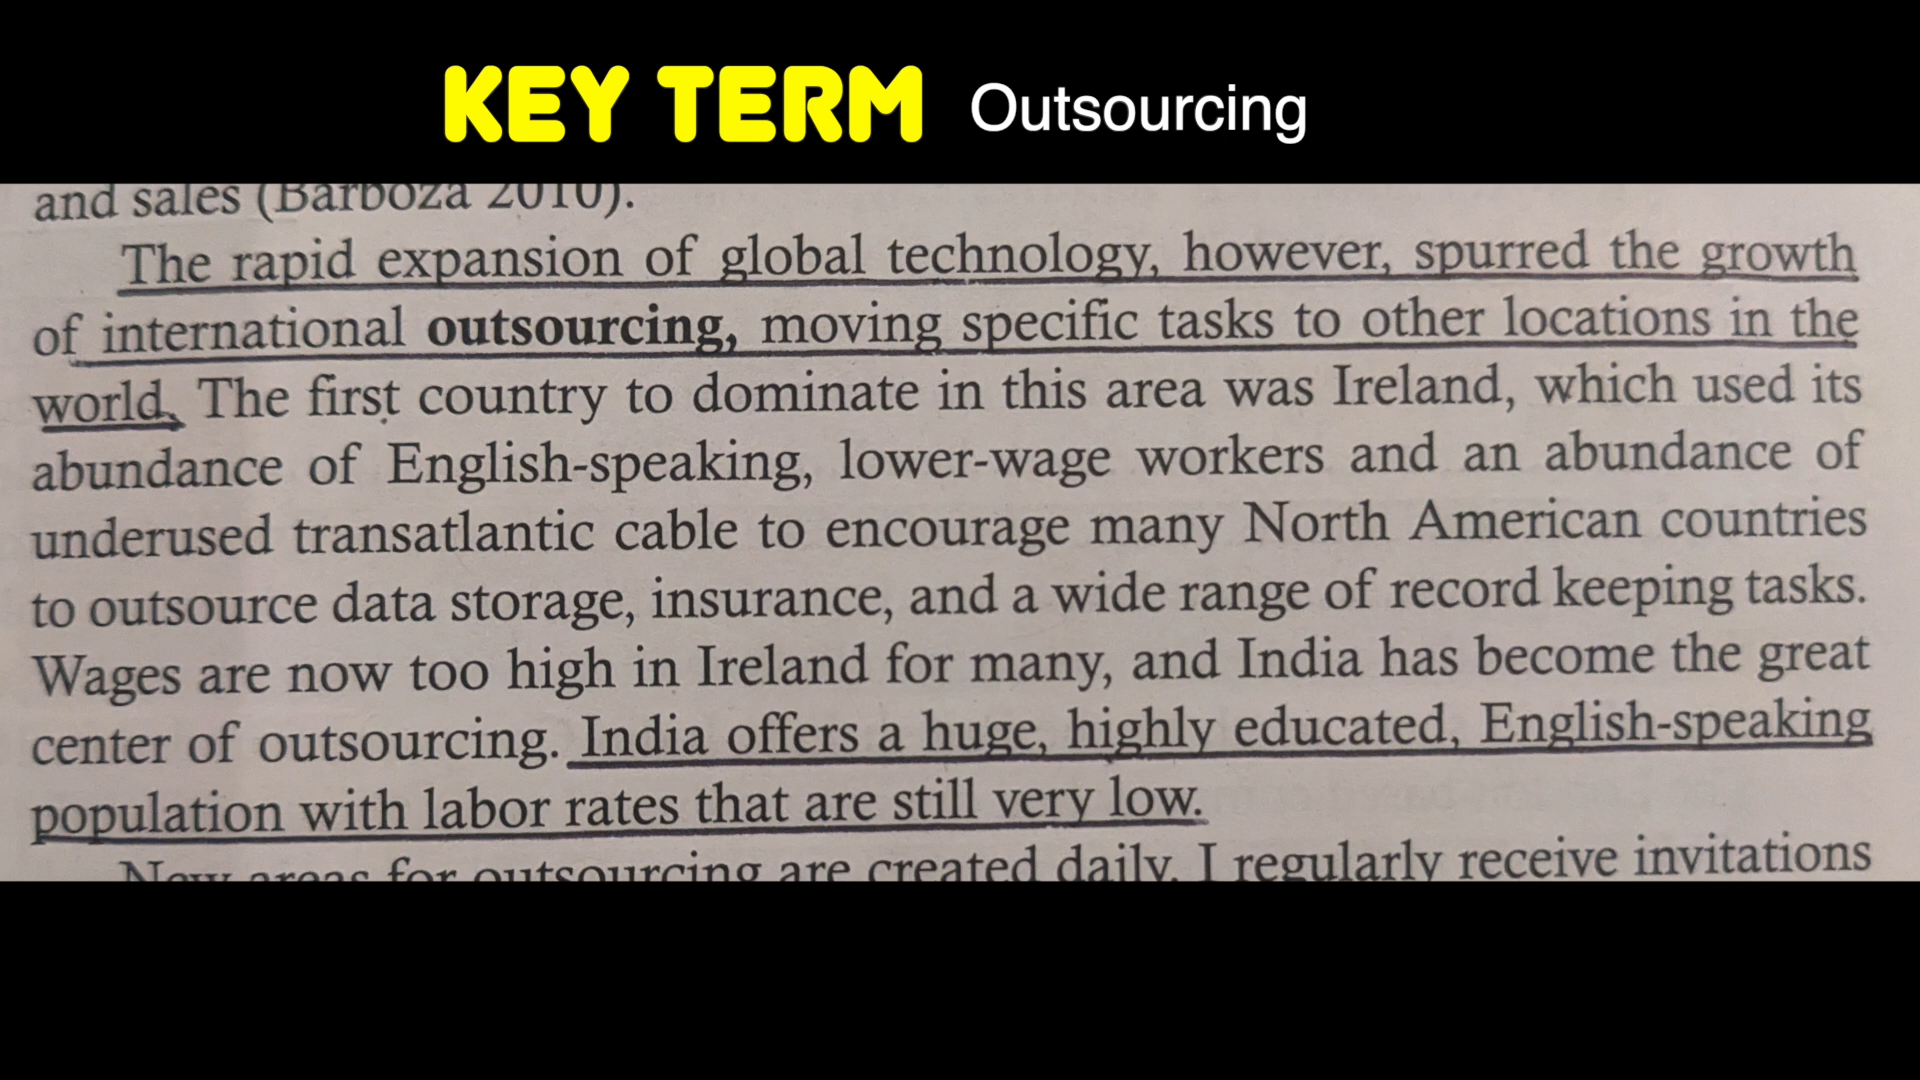 KEY TERM Outsourcing
and sales (Barboza 2010).
The rapid expansion of global technology, however, spurred the growth
of international outsourcing, moving specific tasks to other locations in the
world. The first country to dominate in this area was Ireland, which used its
abundance of English-speaking, lower-wage workers and an abundance of
underused transatlantic cable to encourage many North American countries
to outsource data storage, insurance, and a wide range of record keeping tasks.
Wages are now too high in Ireland for many, and India has become the great
center of outsourcing. India offers a huge, highly educated, English-speaking
population with labor rates that are still very low.
New areas for outsourcing are created daily. I regularly receive invitations